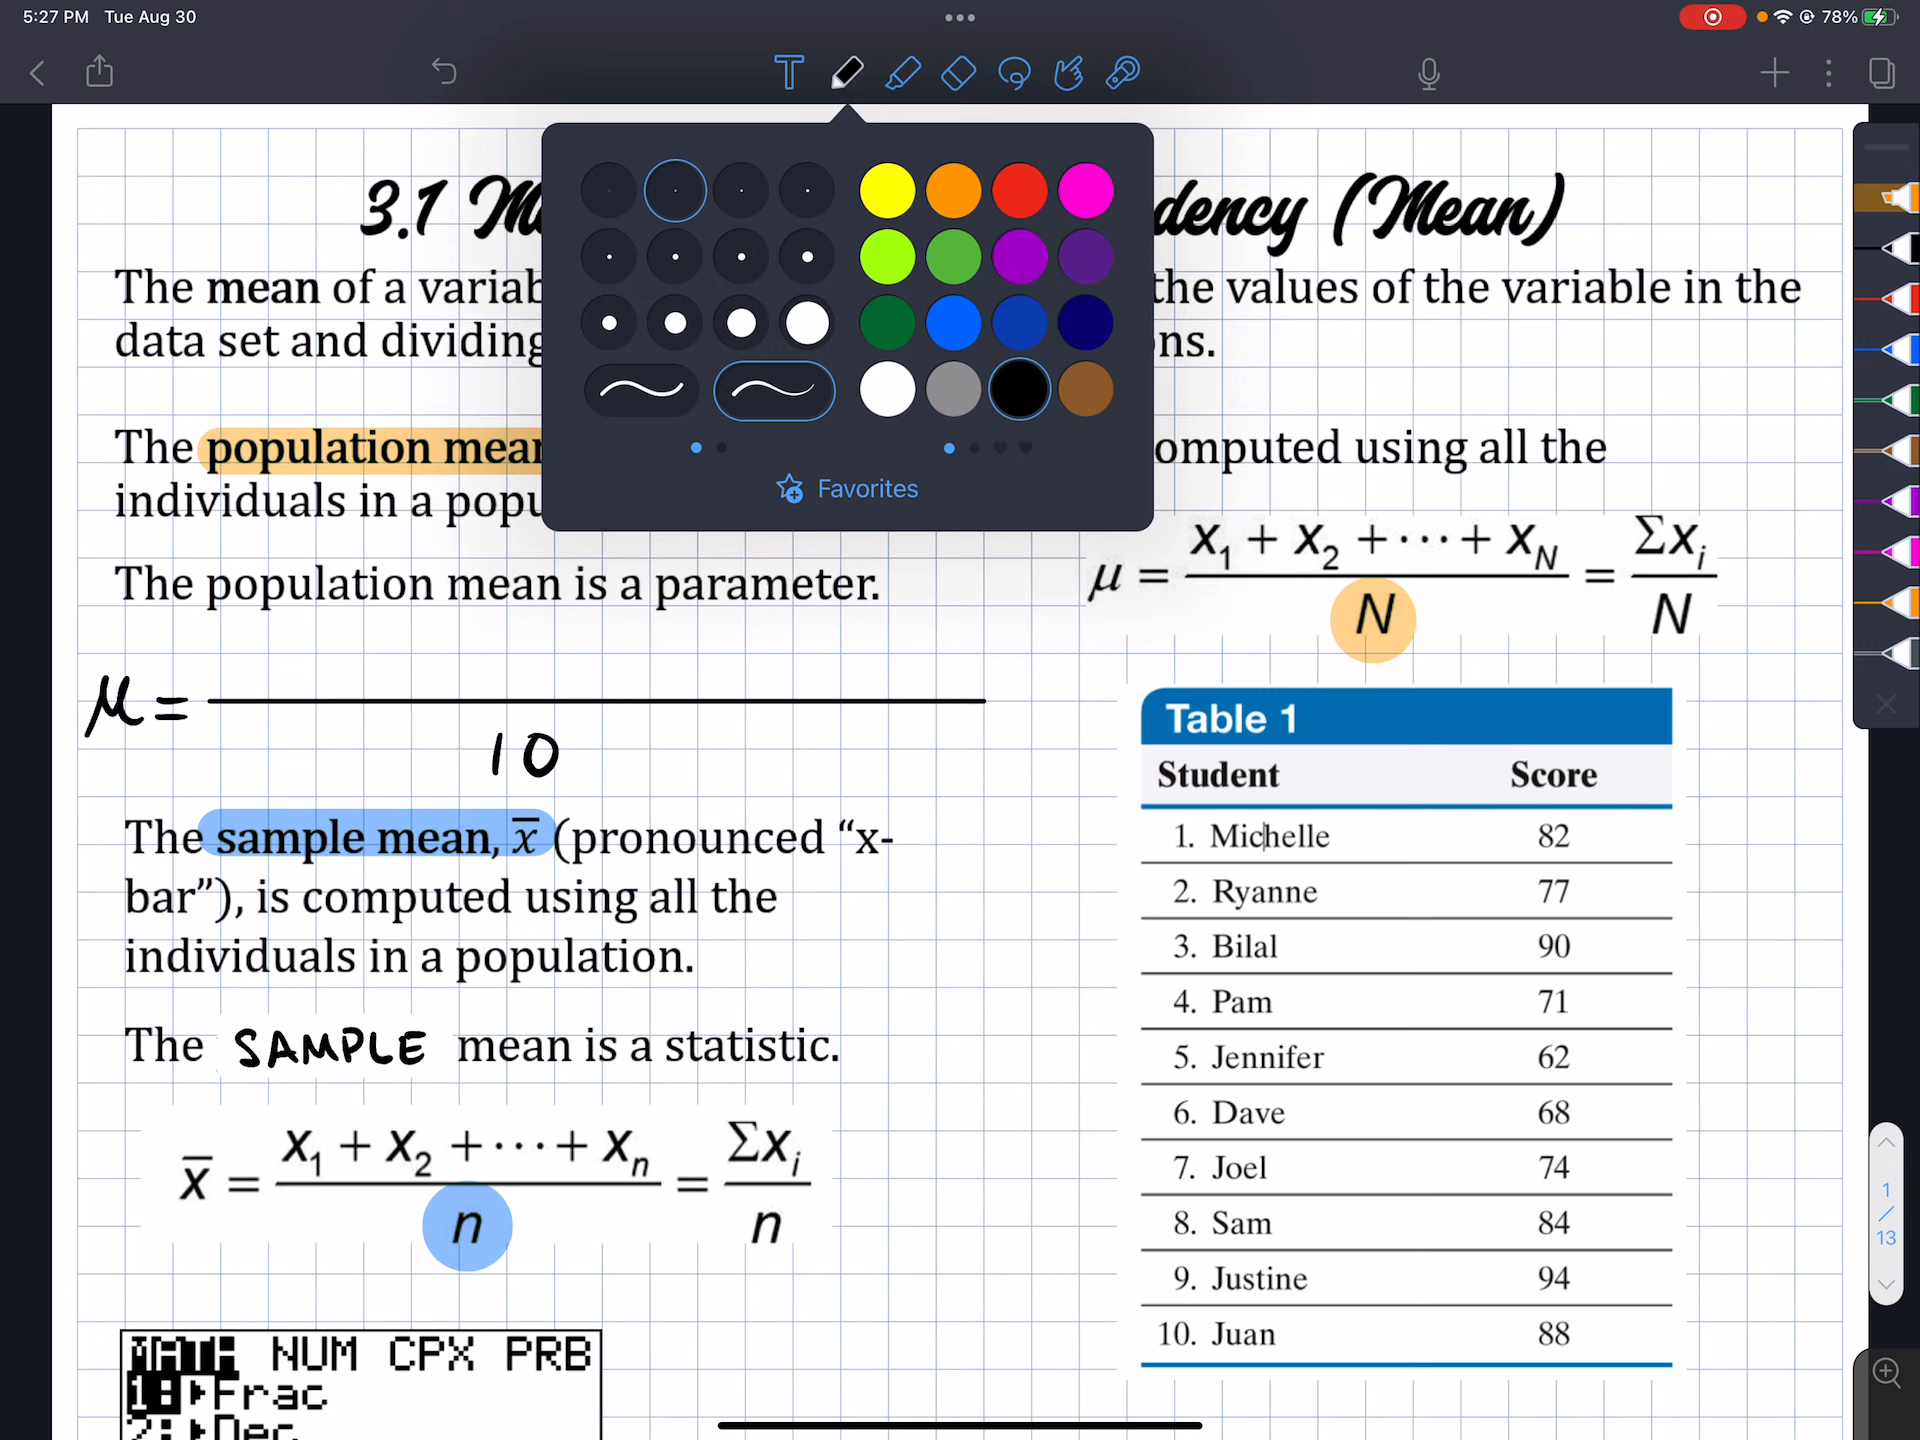 5:27 PM Tue Aug 30
78%
3.1 M dency (Mean)
The mean of a variab the values of the variable in the
data set and dividing ns.
The population mean omputed using all the
individuals in a popu
The population mean is a parameter.
μ = x1 + x2 + ··· + xN / N = Σxi / N
μ = 10
The sample mean, x̅ (pronounced “x-
bar”), is computed using all the
individuals in a population.
The SAMPLE mean is a statistic.
x̅ = x1 + x2 + ··· + xn / n = Σxi / n
MATH NUM CPX PRB
1:▸Frac
2:▸Dec
Favorites
Table 1
Student Score
1. Michelle 82
2. Ryanne 77
3. Bilal 90
4. Pam 71
5. Jennifer 62
6. Dave 68
7. Joel 74
8. Sam 84
9. Justine 94
10. Juan 88
1
/
13